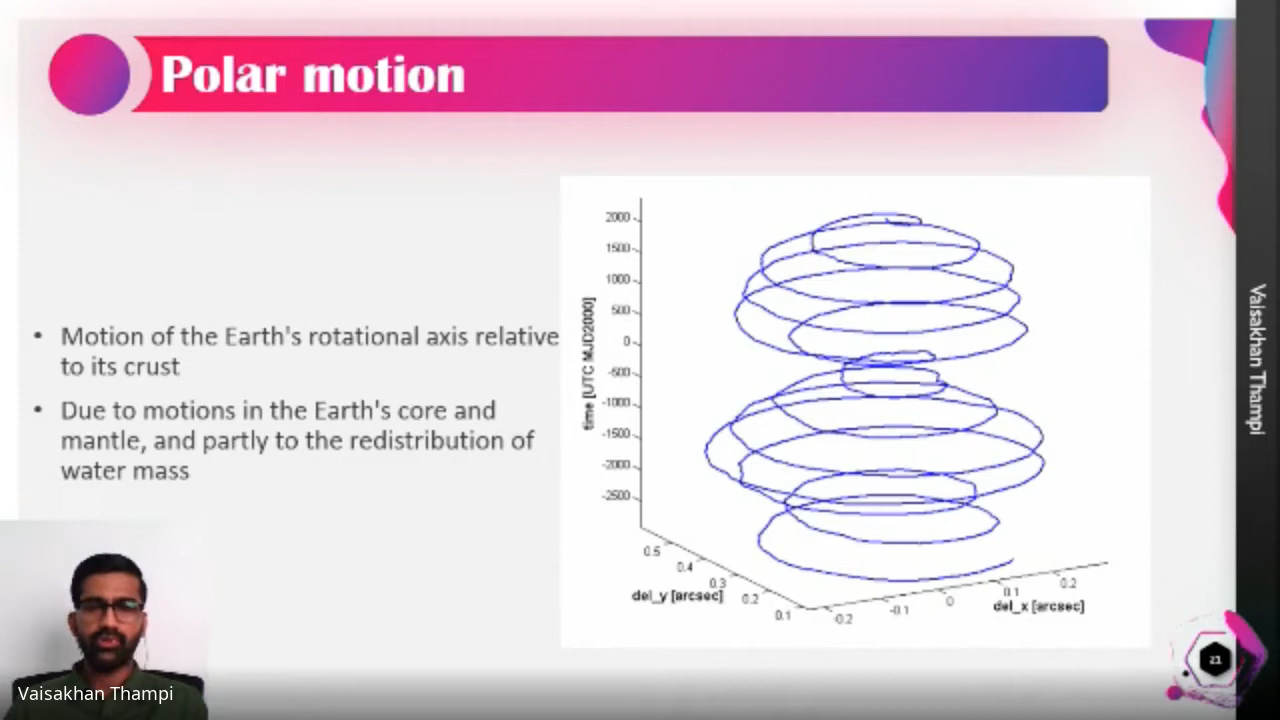 Polar motion
• Motion of the Earth's rotational axis relative
to its crust
• Due to motions in the Earth's core and
mantle, and partly to the redistribution of
water mass
2000
1500
1000
500
0
-500
-1000
-1500
-2000
-2500
time [UTC MJD2000]
0.5
0.4
0.3
0.2
0.1
del_y [arcsec]
-0.2
-0.1
0
0.1
0.2
del_x [arcsec]
Vaisakhan Thampi
21
Vaisakhan Thampi